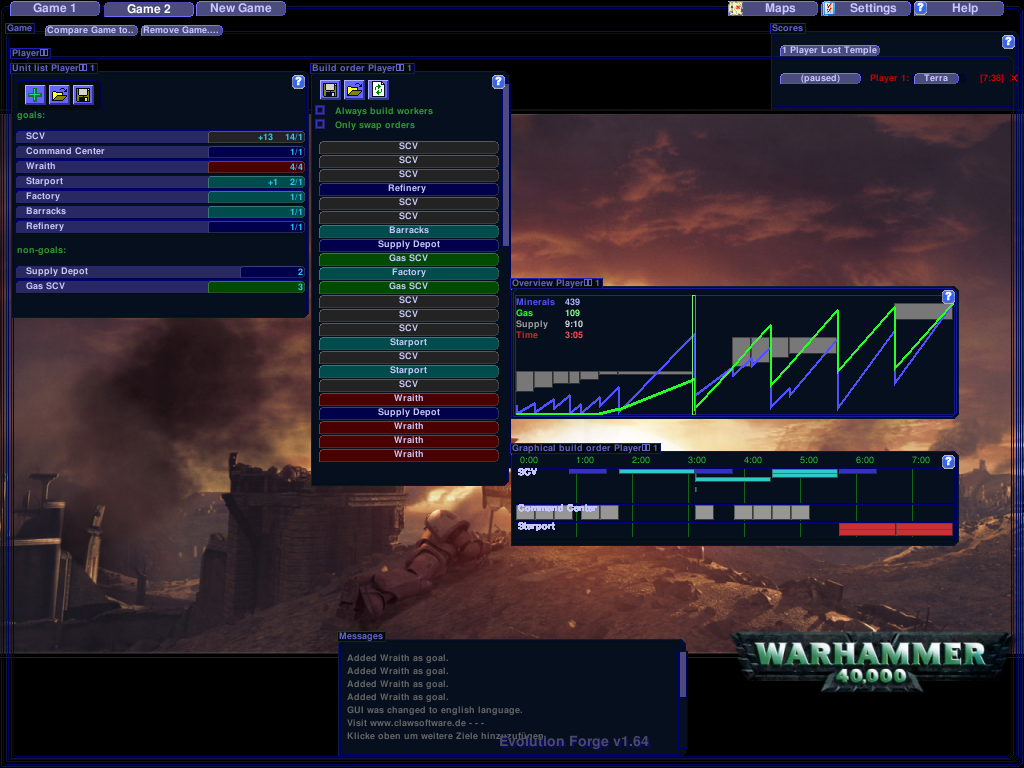 Game 1
Game 2
New Game
Maps
Settings
Help
Game
Compare Game to..
Remove Game....
Scores
1 Player Lost Temple
(paused)
Player 1:
Terra
[7:38]
X
Player
Unit list Player 1
goals:
SCV +13 14/1
Command Center 1/1
Wraith 4/4
Starport +1 2/1
Factory 1/1
Barracks 1/1
Refinery 1/1
non-goals:
Supply Depot 2
Gas SCV 3
Build order Player 1
Always build workers
Only swap orders
SCV
SCV
SCV
Refinery
SCV
SCV
Barracks
Supply Depot
Gas SCV
Factory
Gas SCV
SCV
SCV
SCV
Starport
SCV
Starport
SCV
Wraith
Supply Depot
Wraith
Wraith
Wraith
Overview Player 1
Minerals 439
Gas 109
Supply 9:10
Time 3:05
Graphical build order Player 1
0:00 1:00 2:00 3:00 4:00 5:00 6:00 7:00
SCV
Command Center
Starport
Messages
Added Wraith as goal.
Added Wraith as goal.
Added Wraith as goal.
Added Wraith as goal.
GUI was changed to english language.
Visit www.clawsoftware.de - - -
Klicke oben um weitere Ziele hinzuzufügen
Evolution Forge v1.64
WARHAMMER
40,000